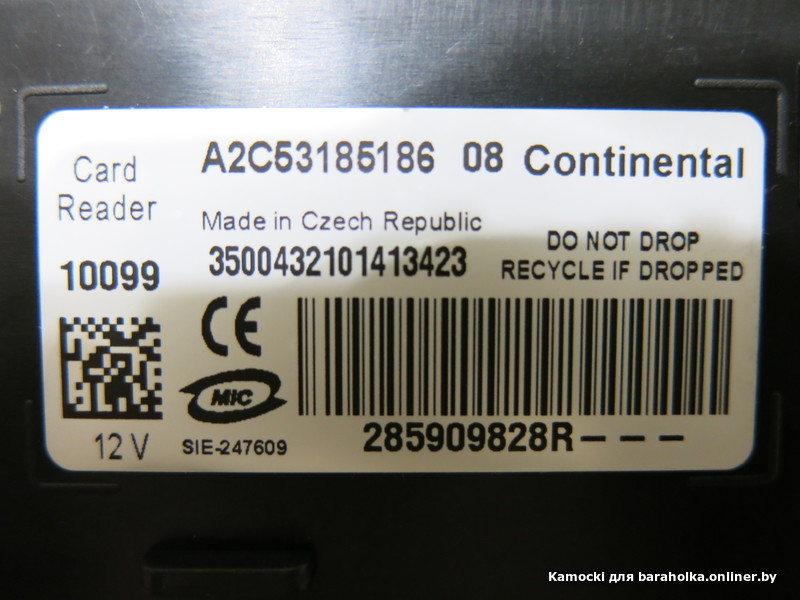 Card
Reader
10099
A2C53185186 08 Continental
Made in Czech Republic
3500432101413423
DO NOT DROP
RECYCLE IF DROPPED
CE
MIC
12 V
SIE-247609
285909828R---
Kamocki для baraholka.onliner.by